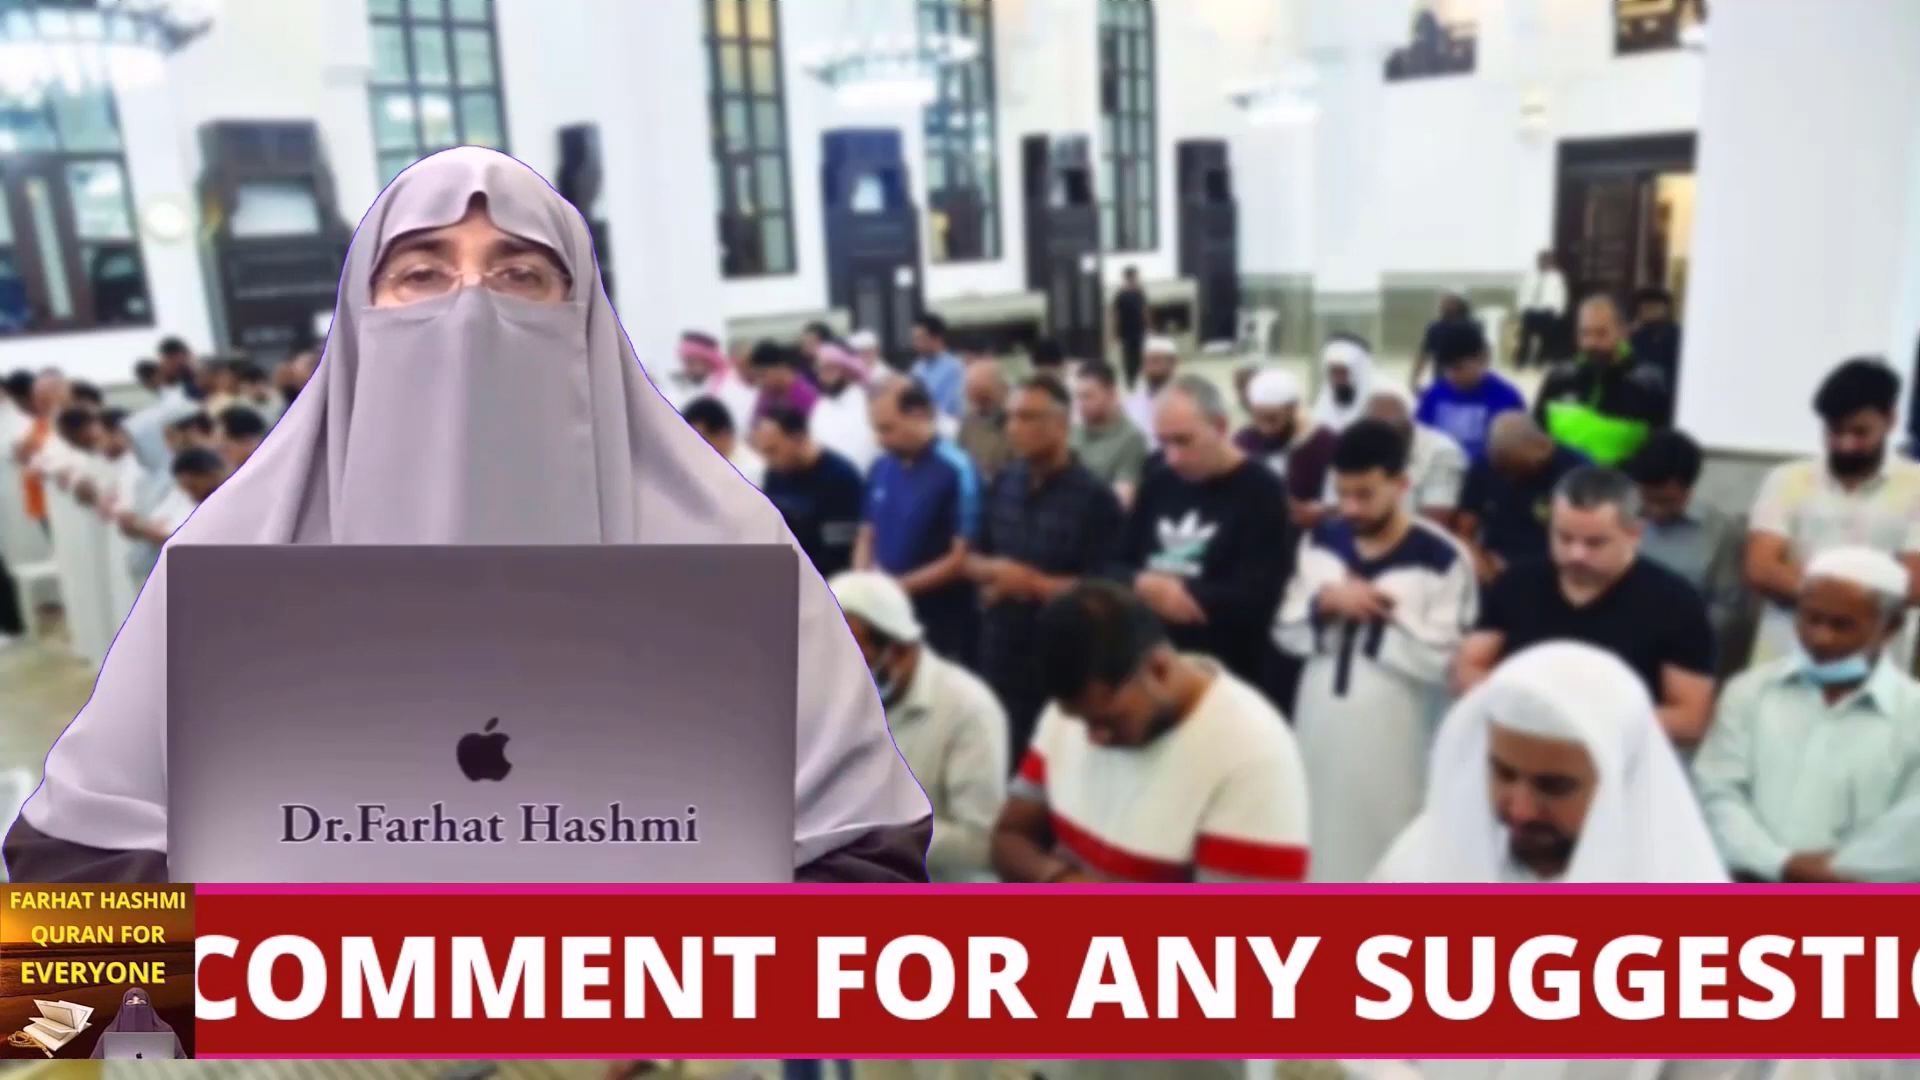 Dr.Farhat Hashmi
FARHAT HASHMI
QURAN FOR
EVERYONE
COMMENT FOR ANY SUGGESTI